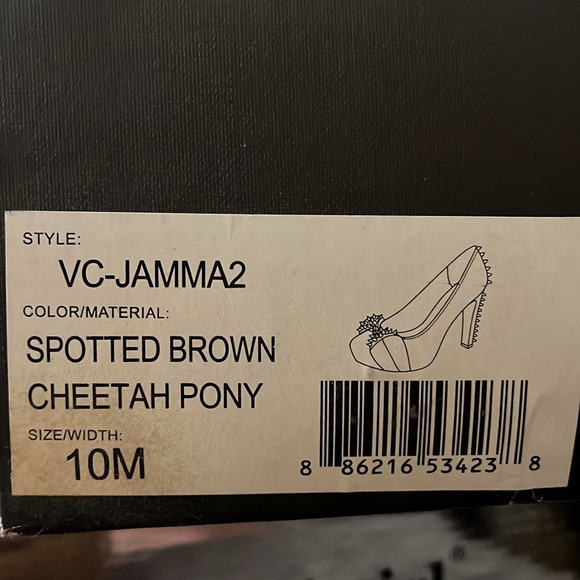 STYLE:
VC-JAMMA2
COLOR/MATERIAL:
SPOTTED BROWN
CHEETAH PONY
SIZE/WIDTH:
10M
8 86216 53423 8
®